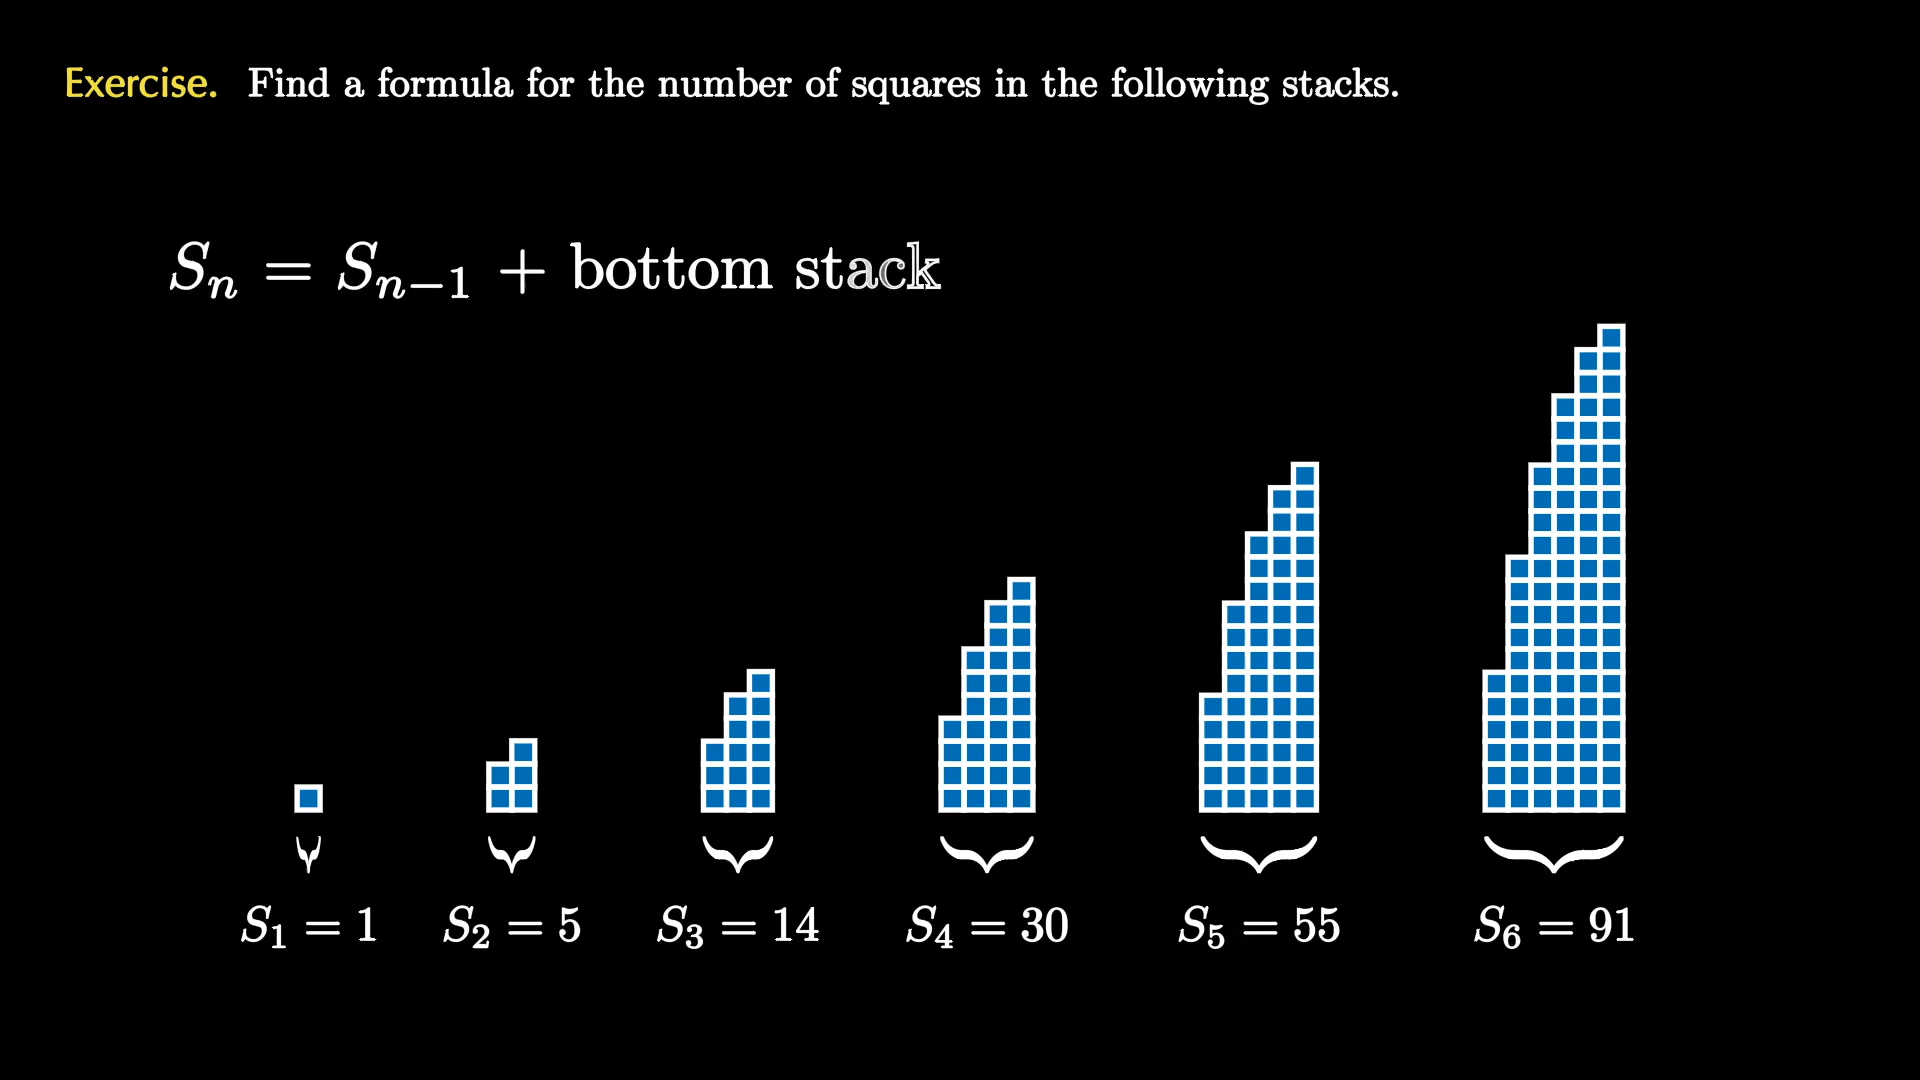 Exercise. Find a formula for the number of squares in the following stacks.
Sₙ = Sₙ₋₁ + bottom stack
S₁ = 1 S₂ = 5 S₃ = 14 S₄ = 30 S₅ = 55 S₆ = 91